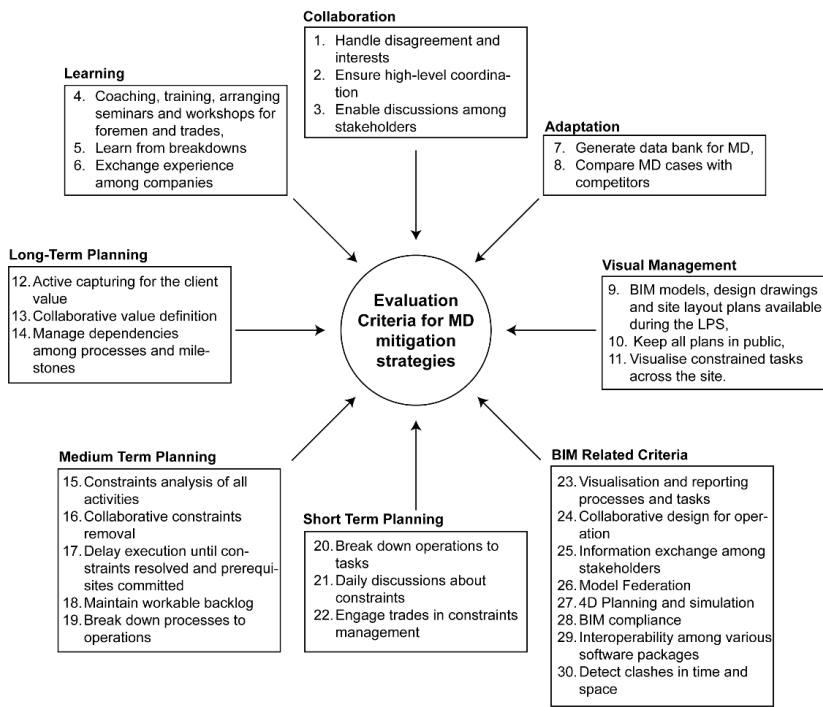 Collaboration
1. Handle disagreement and
interests
2. Ensure high-level coordina-
tion
3. Enable discussions among
stakeholders
Learning
4. Coaching, training, arranging
seminars and workshops for
foremen and trades,
5. Learn from breakdowns
6. Exchange experience
among companies
Adaptation
7. Generate data bank for MD,
8. Compare MD cases with
competitors
Long-Term Planning
12. Active capturing for the client
value
13. Collaborative value definition
14. Manage dependencies
among processes and mile-
stones
Evaluation
Criteria for MD
mitigation
strategies
Visual Management
9. BIM models, design drawings
and site layout plans available
during the LPS,
10. Keep all plans in public,
11. Visualise constrained tasks
across the site.
Medium Term Planning
15. Constraints analysis of all
activities
16. Collaborative constraints
removal
17. Delay execution until con-
straints resolved and prerequi-
sites committed
18. Maintain workable backlog
19. Break down processes to
operations
Short Term Planning
20. Break down operations to
tasks
21. Daily discussions about
constraints
22. Engage trades in constraints
management
BIM Related Criteria
23. Visualisation and reporting
processes and tasks
24. Collaborative design for oper-
ation
25. Information exchange among
stakeholders
26. Model Federation
27. 4D Planning and simulation
28. BIM compliance
29. Interoperability among various
software packages
30. Detect clashes in time and
space